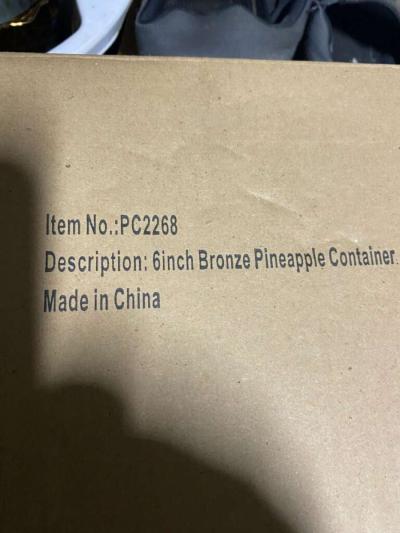 Item No.:PC2268
Description: 6inch Bronze Pineapple Container
Made in China